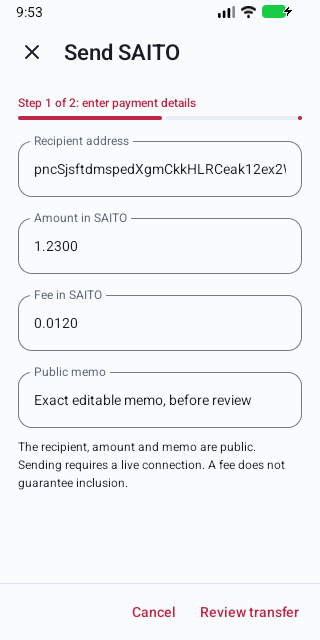 9:53
Send SAITO
Step 1 of 2: enter payment details
Recipient address
pncSjsftdmspedXgmCkkHLRCeak12ex2
Amount in SAITO
1.2300
Fee in SAITO
0.0120
Public memo
Exact editable memo, before review
The recipient, amount and memo are public.
Sending requires a live connection. A fee does not
guarantee inclusion.
Cancel
Review transfer